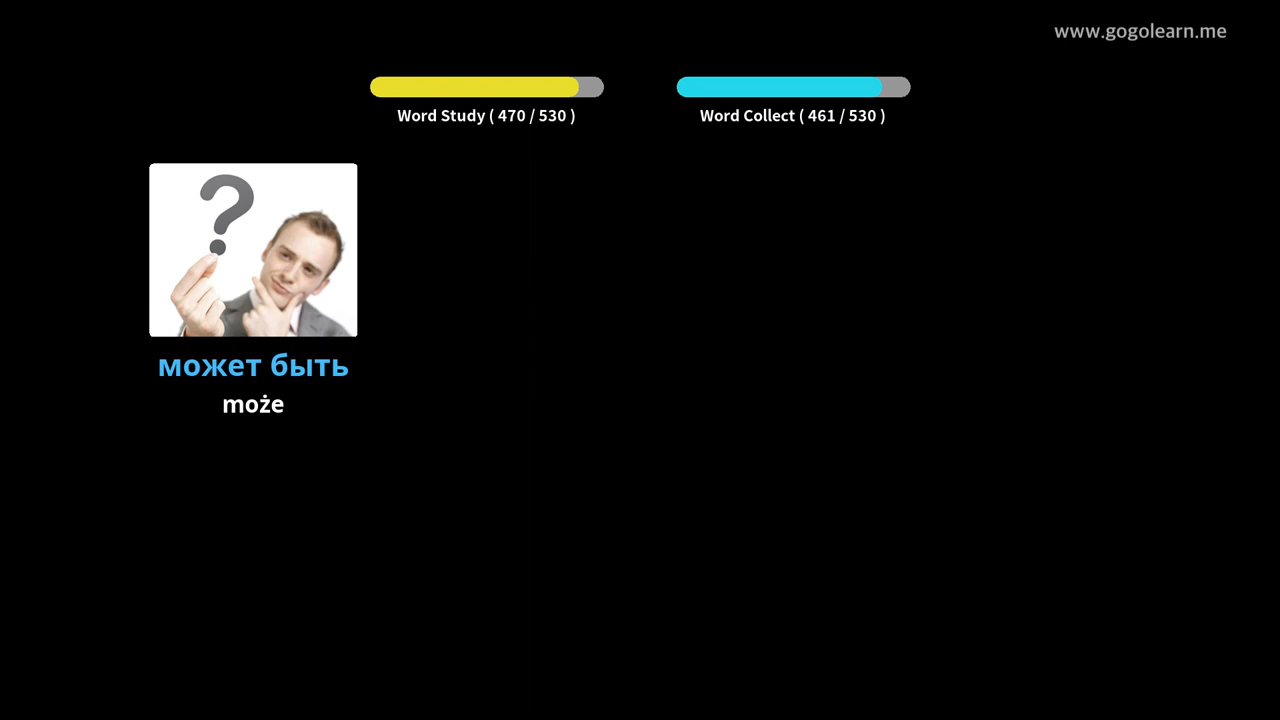 www.gogolearn.me
Word Study ( 470 / 530 )
Word Collect ( 461 / 530 )
?
может быть
może